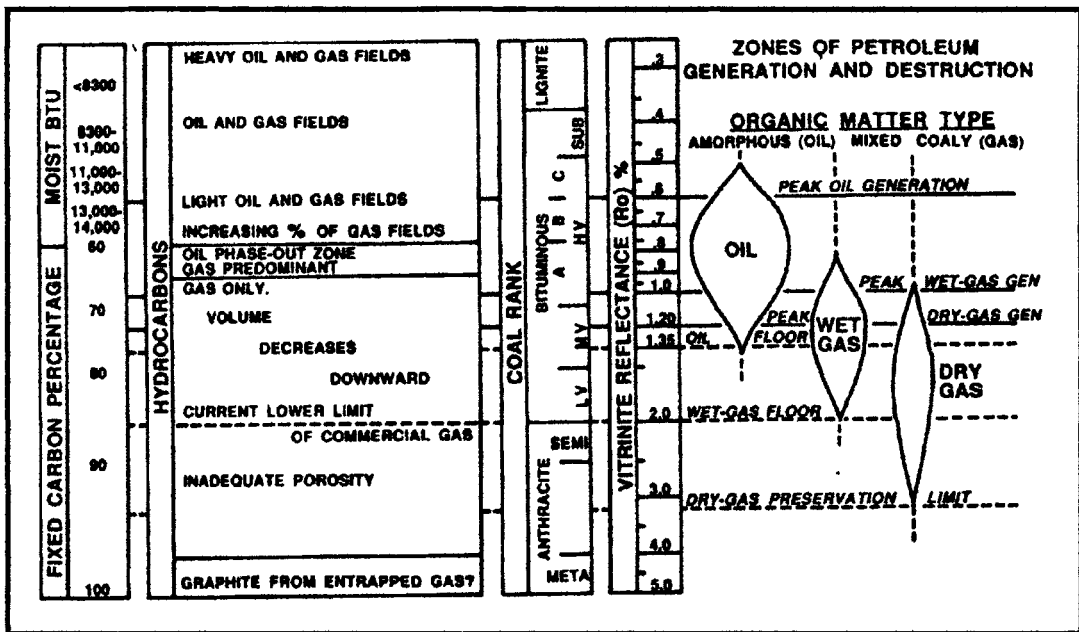 MOIST BTU
FIXED CARBON PERCENTAGE
<8300
8300-
11,000
11,000-
13,000
13,000-
14,000
60
70
80
90
100
HYDROCARBONS
HEAVY OIL AND GAS FIELDS
OIL AND GAS FIELDS
LIGHT OIL AND GAS FIELDS
INCREASING % OF GAS FIELDS
OIL PHASE-OUT ZONE
GAS PREDOMINANT
GAS ONLY.
VOLUME
DECREASES
DOWNWARD
CURRENT LOWER LIMIT
OF COMMERCIAL GAS
INADEQUATE POROSITY
GRAPHITE FROM ENTRAPPED GAS?
COAL RANK
LIGNITE
SUB
BITUMINOUS
C
B
A
HV
MV
LV
ANTHRACITE
SEMI
META
VITRINITE REFLECTANCE (Ro) %
.3
.4
.5
.6
.7
.8
.9
1.0
1.20
1.35
2.0
3.0
4.0
5.0
ZONES OF PETROLEUM
GENERATION AND DESTRUCTION
ORGANIC MATTER TYPE
AMORPHOUS (OIL) MIXED COALY (GAS)
PEAK OIL GENERATION
OIL
PEAK WET-GAS GEN
PEAK DRY-GAS GEN
OIL FLOOR
WET
GAS
DRY
GAS
WET-GAS FLOOR
DRY-GAS PRESERVATION LIMIT